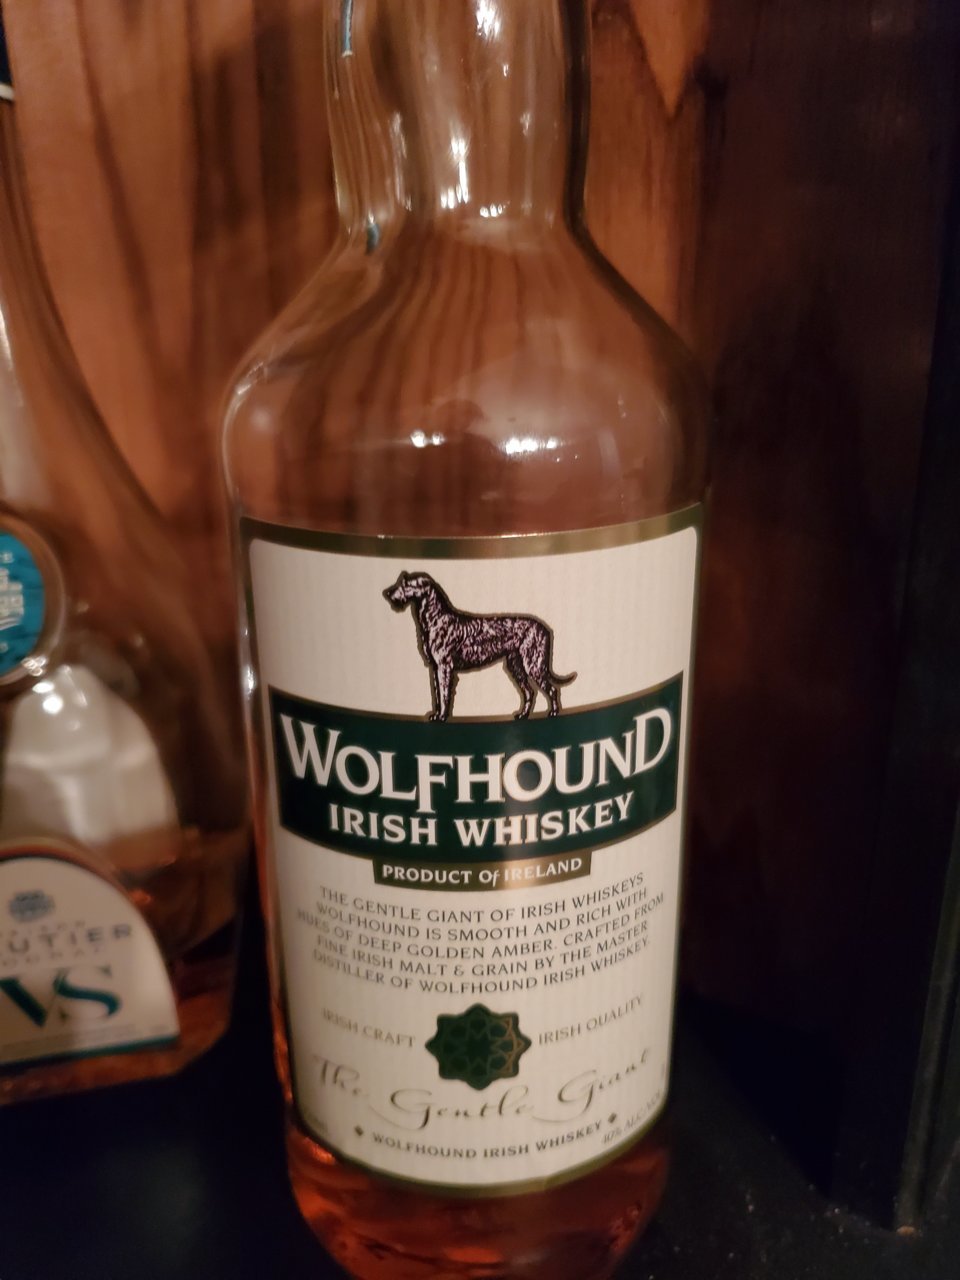 WOLFHOUND
IRISH WHISKEY
PRODUCT Of IRELAND
THE GENTLE GIANT OF IRISH WHISKEYS
WOLFHOUND IS SMOOTH AND RICH WITH
HUES OF DEEP GOLDEN AMBER. CRAFTED FROM
FINE IRISH MALT & GRAIN BY THE MASTER
DISTILLER OF WOLFHOUND IRISH WHISKEY.
IRISH CRAFT IRISH QUALITY
The Gentle Giant
WOLFHOUND IRISH WHISKEY
40% ALC/VOL
UTIER
VS